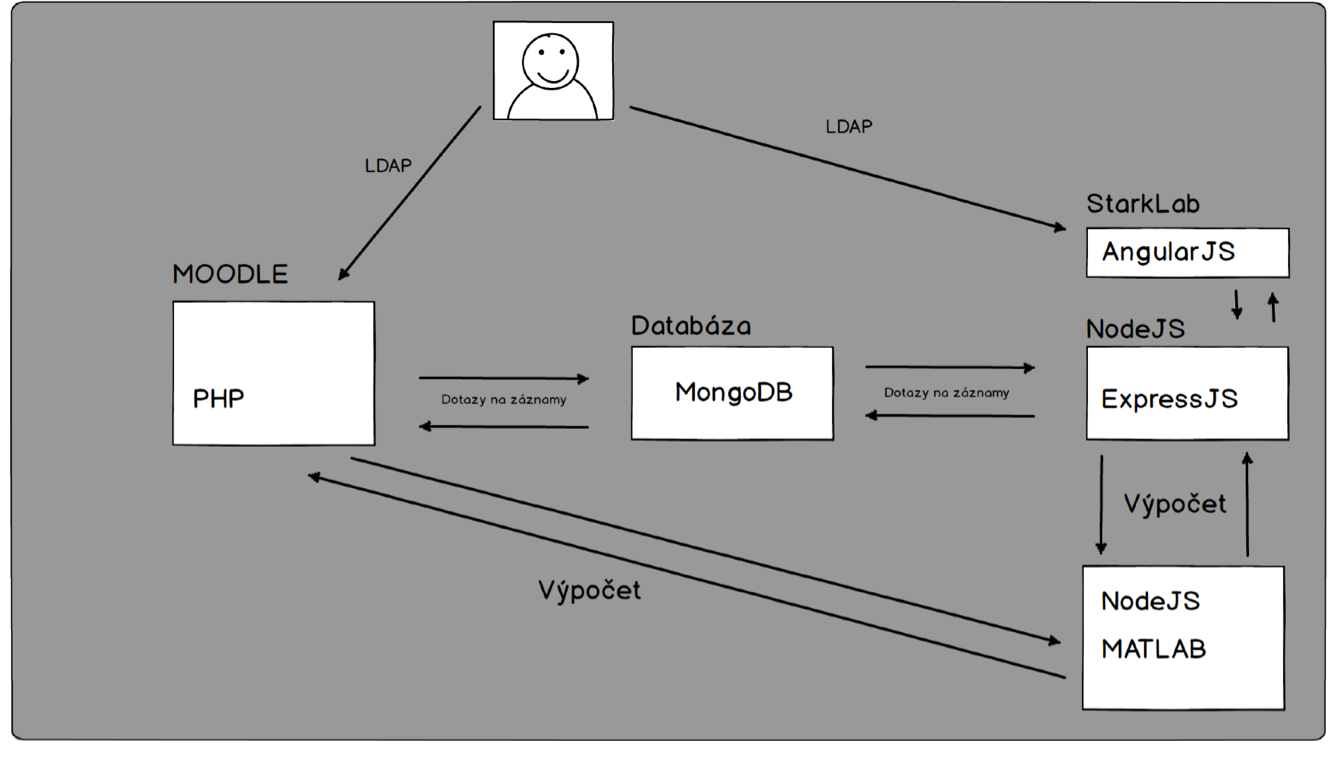 LDAP
LDAP
StarkLab
AngularJS
MOODLE
PHP
Databáza
MongoDB
NodeJS
ExpressJS
Dotazy na záznamy
Dotazy na záznamy
Výpočet
Výpočet
NodeJS
MATLAB